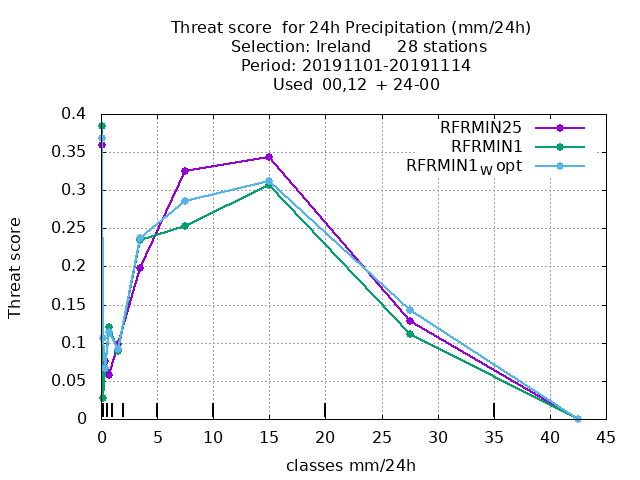 Threat score for 24h Precipitation (mm/24h)
Selection: Ireland 28 stations
Period: 20191101-20191114
Used 00,12 + 24-00
RFRMIN25
RFRMIN1
RFRMIN1W opt
Threat score
0.4
0.35
0.3
0.25
0.2
0.15
0.1
0.05
0
0 5 10 15 20 25 30 35 40 45
classes mm/24h